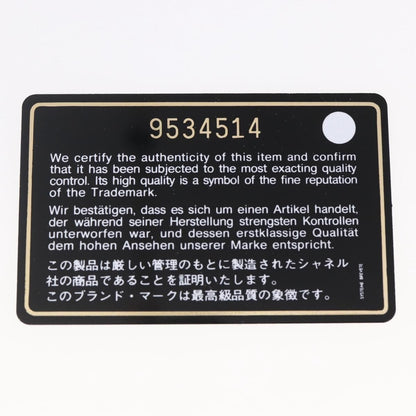 9534514
We certify the authenticity of this item and confirm
that it has been subjected to the most exacting quality
control. Its high quality is a symbol of the fine reputation
of the Trademark.
Wir bestätigen, dass es sich um einen Artikel handelt,
der während seiner Herstellung strengsten Kontrollen
unterworfen war, und dessen erstklassige Qualität
dem hohen Ansehen unserer Marke entspricht.
この製品は厳しい管理のもとに製造されたシャネル
社の商品であることを証明いたします。
このブランド・マークは最高級品質の象徴です。